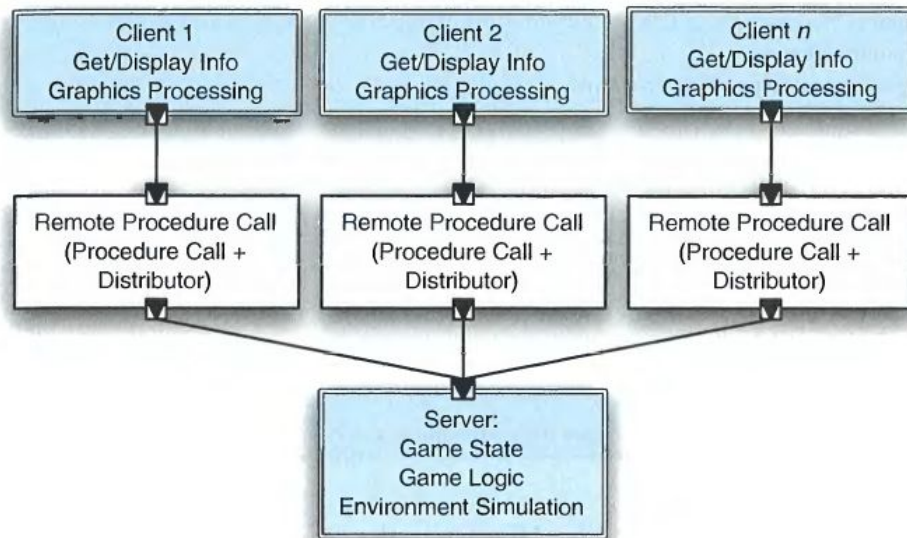 Client 1
Get/Display Info
Graphics Processing
Client 2
Get/Display Info
Graphics Processing
Client n
Get/Display Info
Graphics Processing
Remote Procedure Call
(Procedure Call +
Distributor)
Remote Procedure Call
(Procedure Call +
Distributor)
Remote Procedure Call
(Procedure Call +
Distributor)
Server:
Game State
Game Logic
Environment Simulation